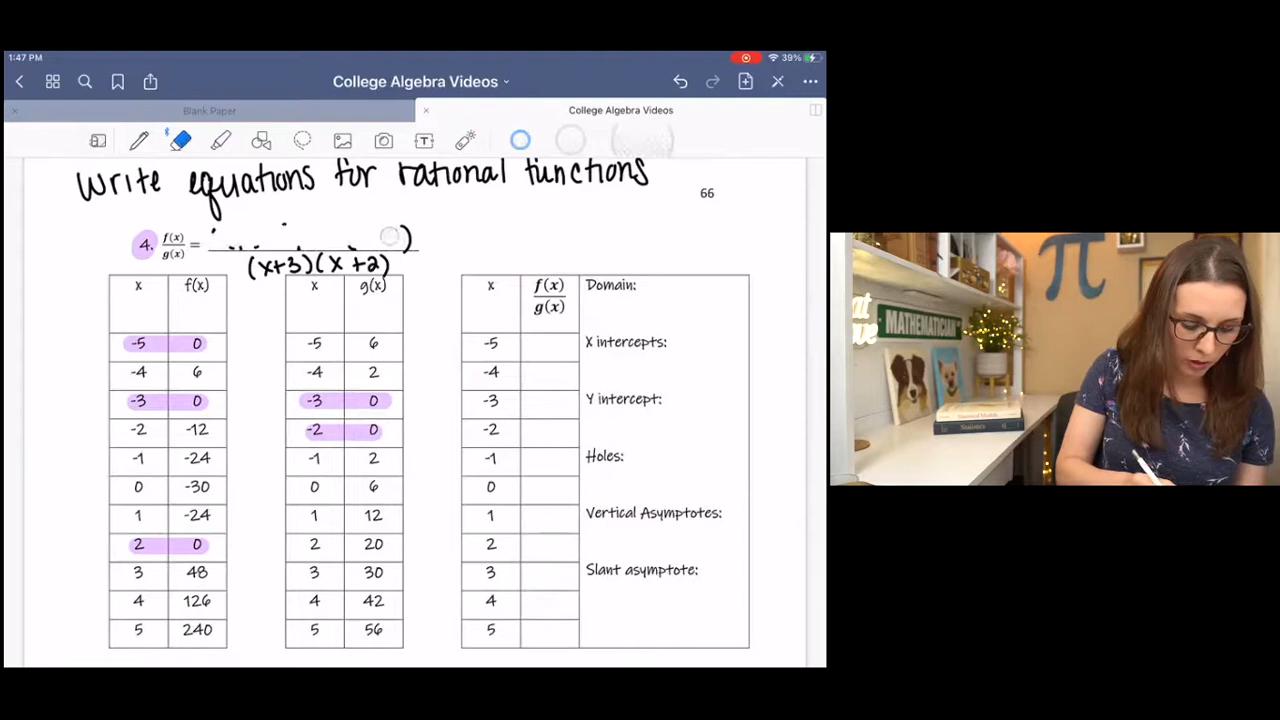 1:47 PM
39%
College Algebra Videos
Blank Paper
College Algebra Videos
T
Write equations for rational functions
66
4. f(x)/g(x) =
)
(x+3)(x+2)
x f(x)
-5 0
-4 6
-3 0
-2 -12
-1 -24
0 -30
1 -24
2 0
3 48
4 126
5 240
x g(x)
-5 6
-4 2
-3 0
-2 0
-1 2
0 6
1 12
2 20
3 30
4 42
5 56
x f(x)/g(x)
-5
-4
-3
-2
-1
0
1
2
3
4
5
Domain:
X intercepts:
Y intercept:
Holes:
Vertical Asymptotes:
Slant asymptote:
MATHEMATICIAN
Statistics